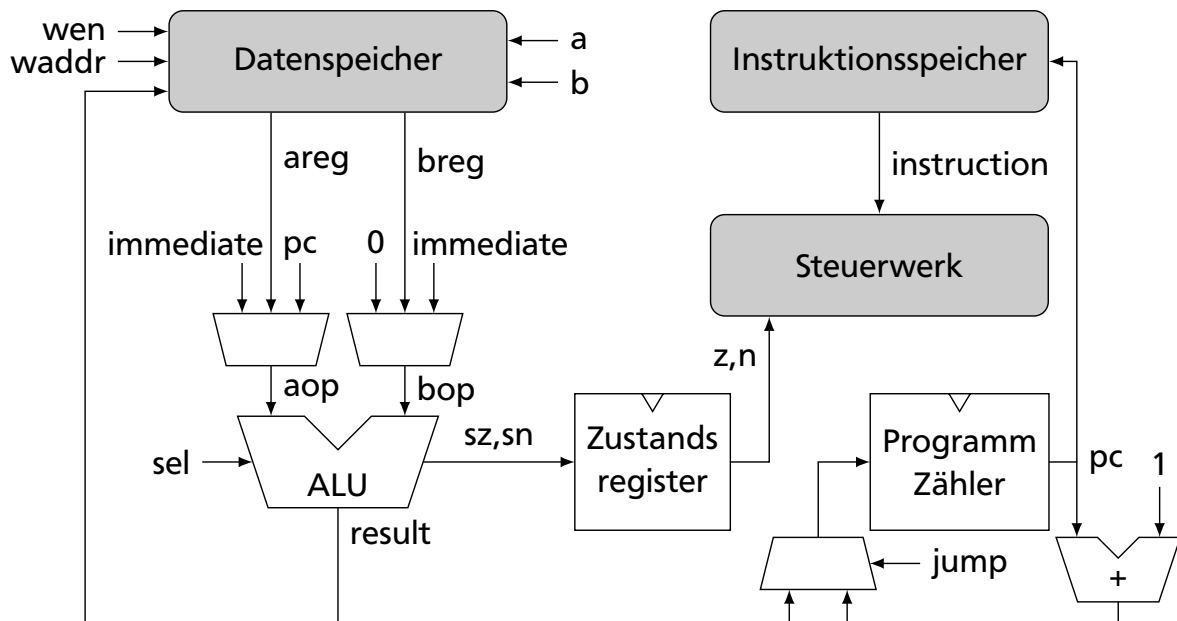 wen
waddr
Datenspeicher
a
b
Instruktionsspeicher
areg
breg
instruction
immediate
pc
0
immediate
Steuerwerk
aop
bop
z,n
sel
ALU
sz,sn
Zustands
register
Programm
Zähler
pc
1
result
jump
+